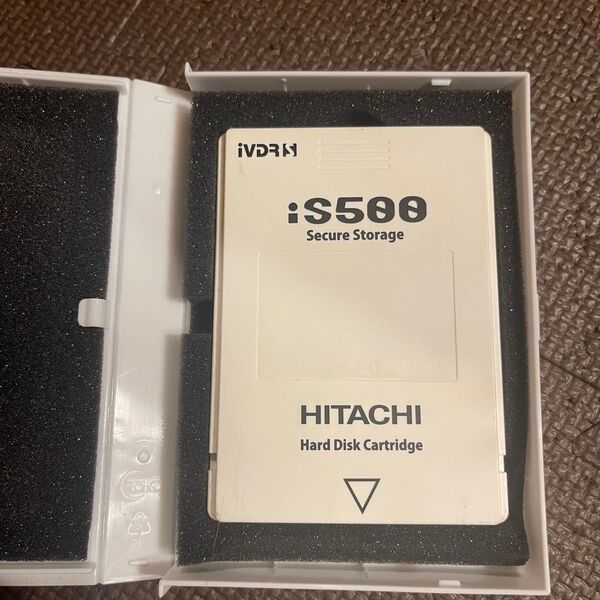 iVDR S
iS500
Secure Storage
HITACHI
Hard Disk Cartridge